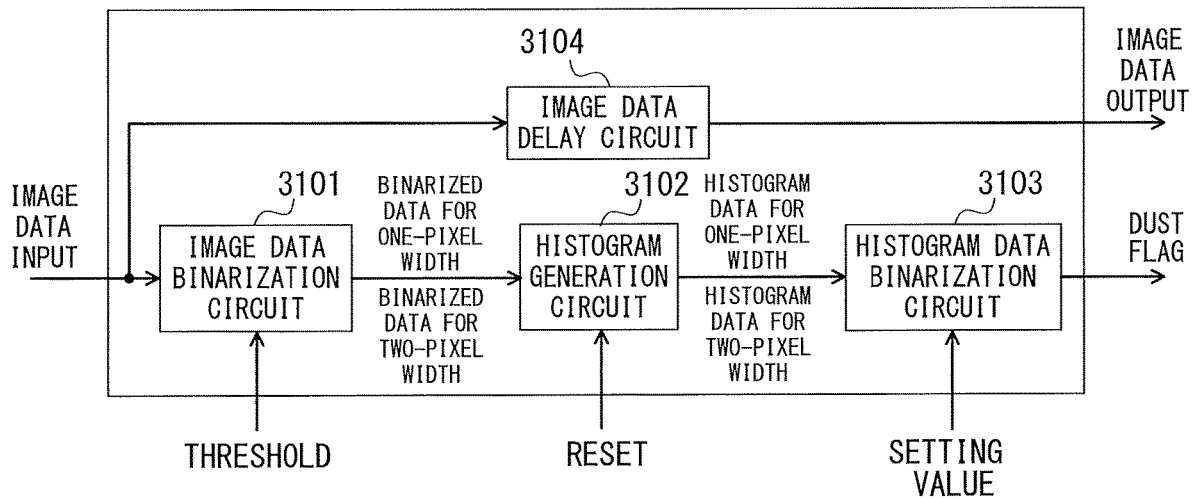 3104
IMAGE DATA
DELAY CIRCUIT
IMAGE
DATA
OUTPUT
IMAGE
DATA
INPUT
3101
IMAGE DATA
BINARIZATION
CIRCUIT
BINARIZED
DATA FOR
ONE-PIXEL
WIDTH
BINARIZED
DATA FOR
TWO-PIXEL
WIDTH
3102
HISTOGRAM
GENERATION
CIRCUIT
HISTOGRAM
DATA FOR
ONE-PIXEL
WIDTH
HISTOGRAM
DATA FOR
TWO-PIXEL
WIDTH
3103
HISTOGRAM DATA
BINARIZATION
CIRCUIT
DUST
FLAG
THRESHOLD
RESET
SETTING
VALUE